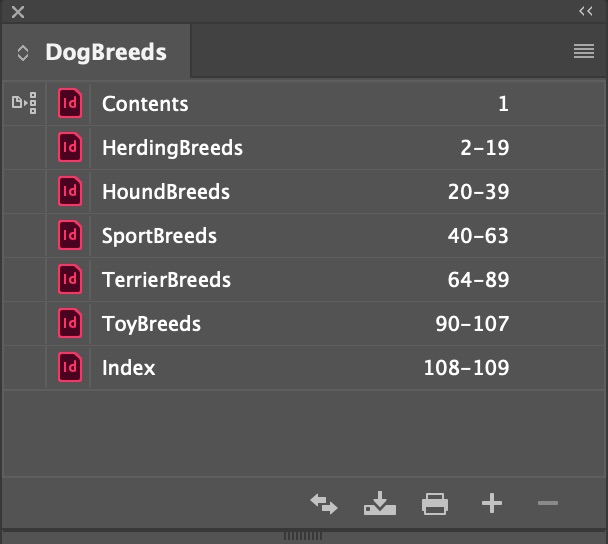 DogBreeds
Id Contents 1
Id HerdingBreeds 2–19
Id HoundBreeds 20–39
Id SportBreeds 40–63
Id TerrierBreeds 64–89
Id ToyBreeds 90–107
Id Index 108–109